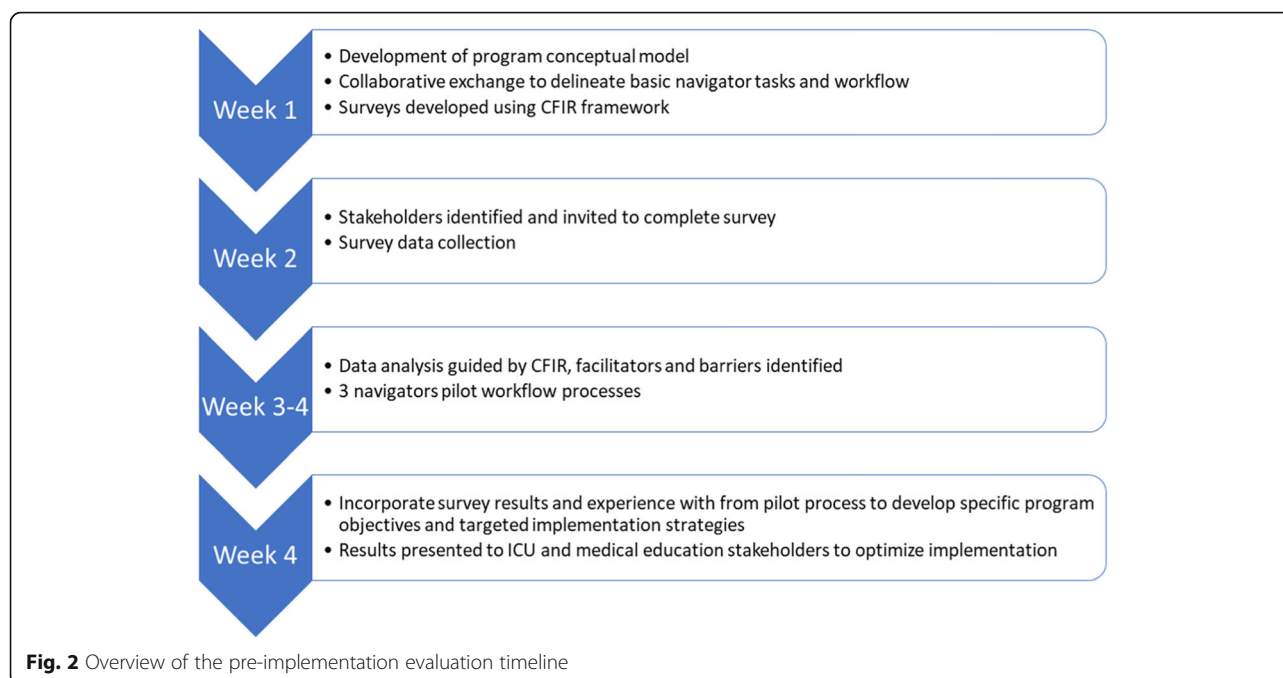 • Development of program conceptual model
• Collaborative exchange to delineate basic navigator tasks and workflow
Week 1
• Surveys developed using CFIR framework
• Stakeholders identified and invited to complete survey
Week 2
• Survey data collection
• Data analysis guided by CFIR, facilitators and barriers identified
• 3 navigators pilot workflow processes
Week 3-4
• Incorporate survey results and experience with from pilot process to develop specific program
objectives and targeted implementation strategies
Week 4
• Results presented to ICU and medical education stakeholders to optimize implementation
Fig. 2 Overview of the pre-implementation evaluation timeline